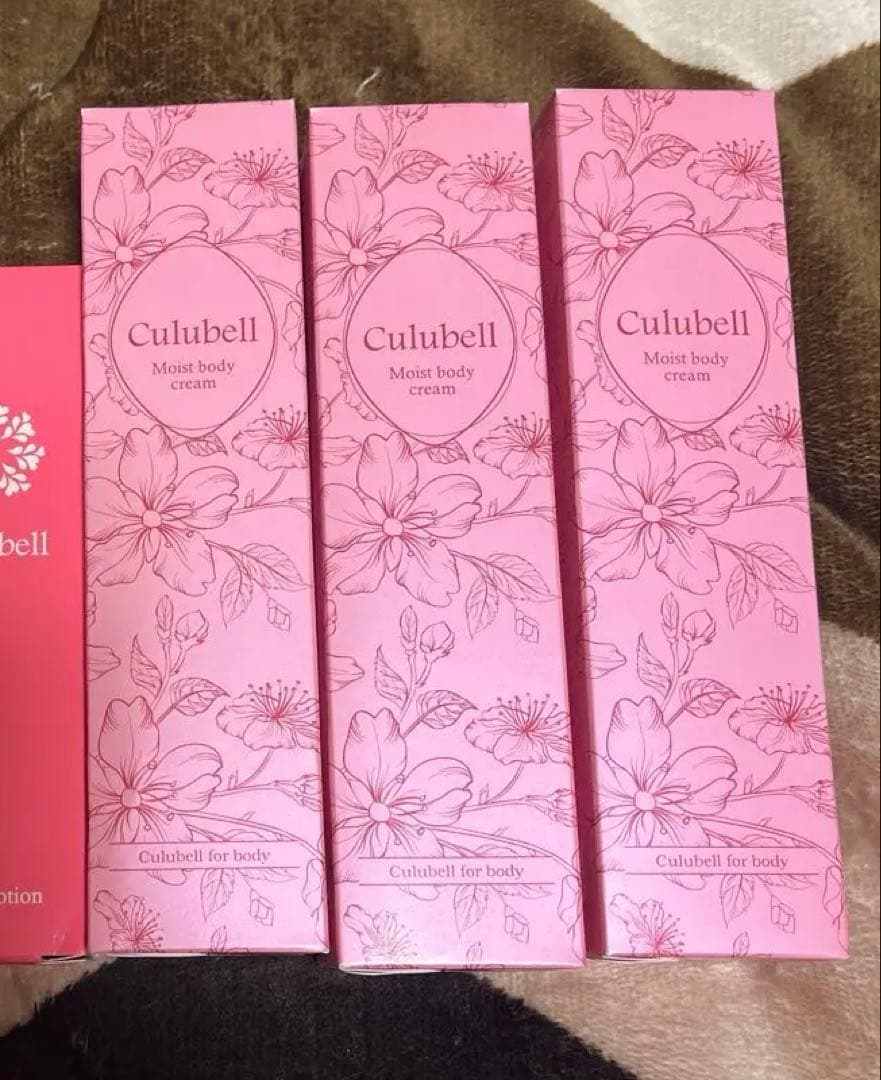 bell
otion
Culubell
Moist body
cream
Culubell for body
Culubell
Moist body
cream
Culubell for body
Culubell
Moist body
cream
Culubell for body